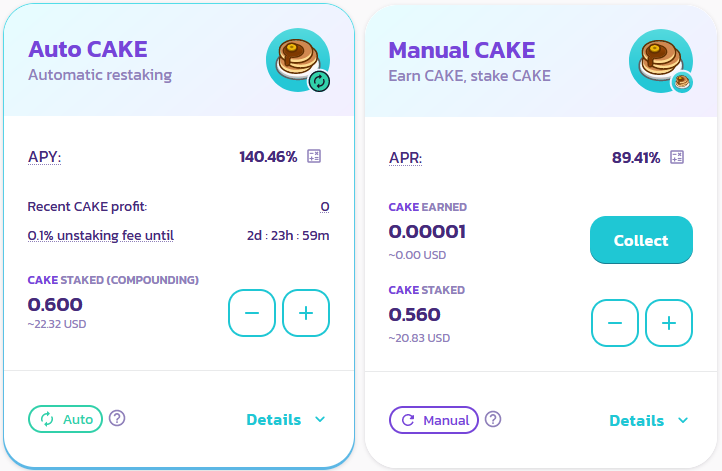 Auto CAKE
Automatic restaking
APY:
140.46%
Recent CAKE profit:
0
0.1% unstaking fee until
2d : 23h : 59m
CAKE STAKED (COMPOUNDING)
0.600
~22.32 USD
Auto
Details
Manual CAKE
Earn CAKE, stake CAKE
APR:
89.41%
CAKE EARNED
0.00001
~0.00 USD
Collect
CAKE STAKED
0.560
~20.83 USD
Manual
Details